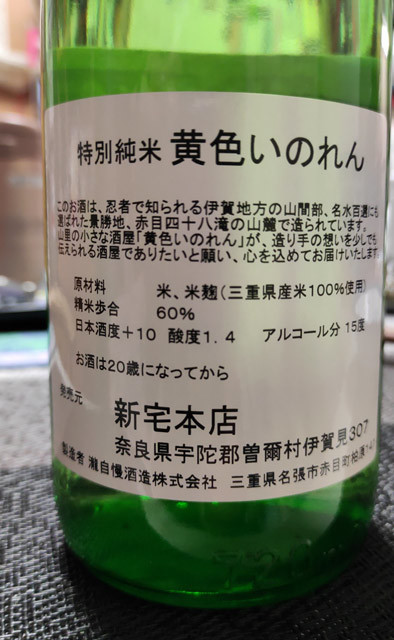 特別純米 黄色いのれん
このお酒は、忍者で知られる伊賀地方の山間部、名水百選にも
選ばれた景勝地、赤目四十八滝の山麓で造られています。
山里の小さな酒屋「黄色いのれん」が、造り手の想いを少しでも
伝えられる酒屋でありたいと願い、心を込めてお届けいたします
原材料 米、米麹(三重県産米100%使用)
精米歩合 60%
日本酒度+10 酸度1.4 アルコール分 15度
お酒は20歳になってから
発売元
新宅本店
奈良県宇陀郡曽爾村伊賀見307
製造者 瀧自慢酒造株式会社 三重県名張市赤目町柏原141